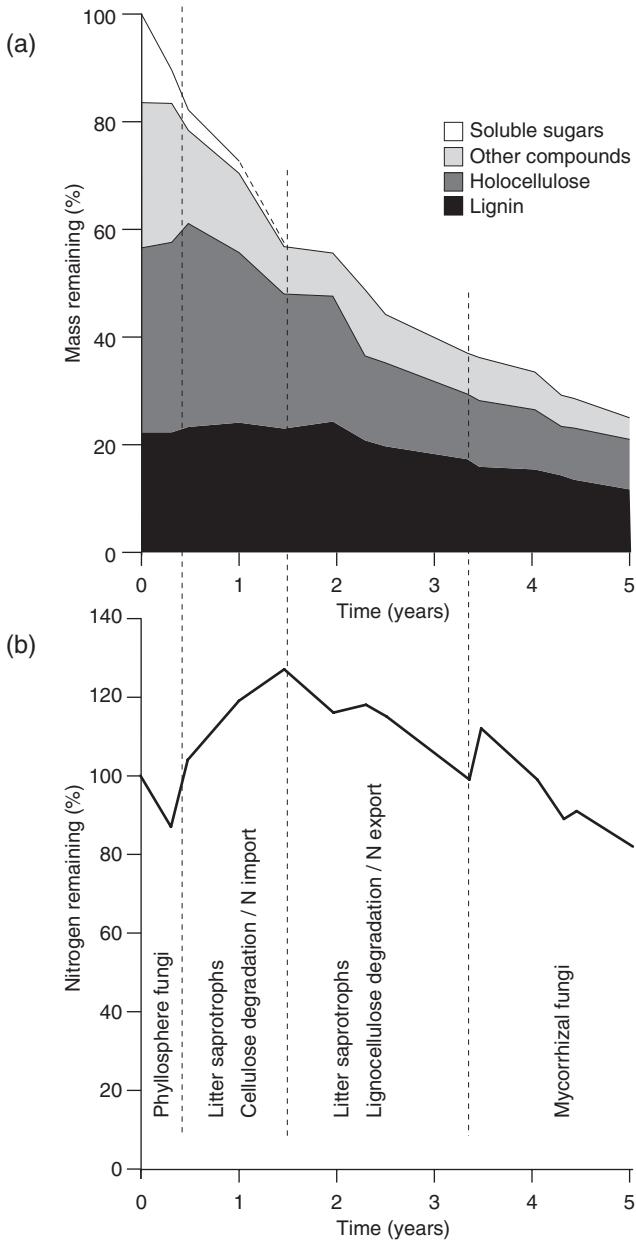 (a)
Mass remaining (%)
100
80
60
40
20
0
Soluble sugars
Other compounds
Holocellulose
Lignin
0 1 2 3 4 5
Time (years)
(b)
Nitrogen remaining (%)
140
120
100
80
60
40
20
0
Phyllosphere fungi
Litter saprotrophs
Cellulose degradation / N import
Litter saprotrophs
Lignocellulose degradation / N export
Mycorrhizal fungi
0 1 2 3 4 5
Time (years)